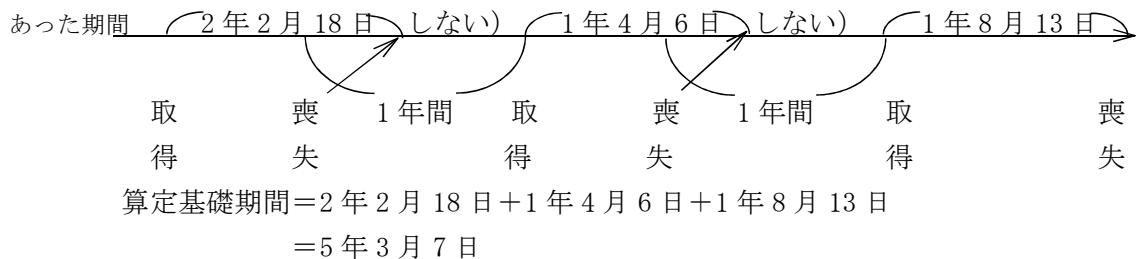 あった期間 2年2月18日 しない） 1年4月6日 しない） 1年8月13日
取 喪 1年間 取 喪 1年間 取 喪
得 失 得 失 得 失
算定基礎期間＝2年2月18日＋1年4月6日＋1年8月13日
＝5年3月7日